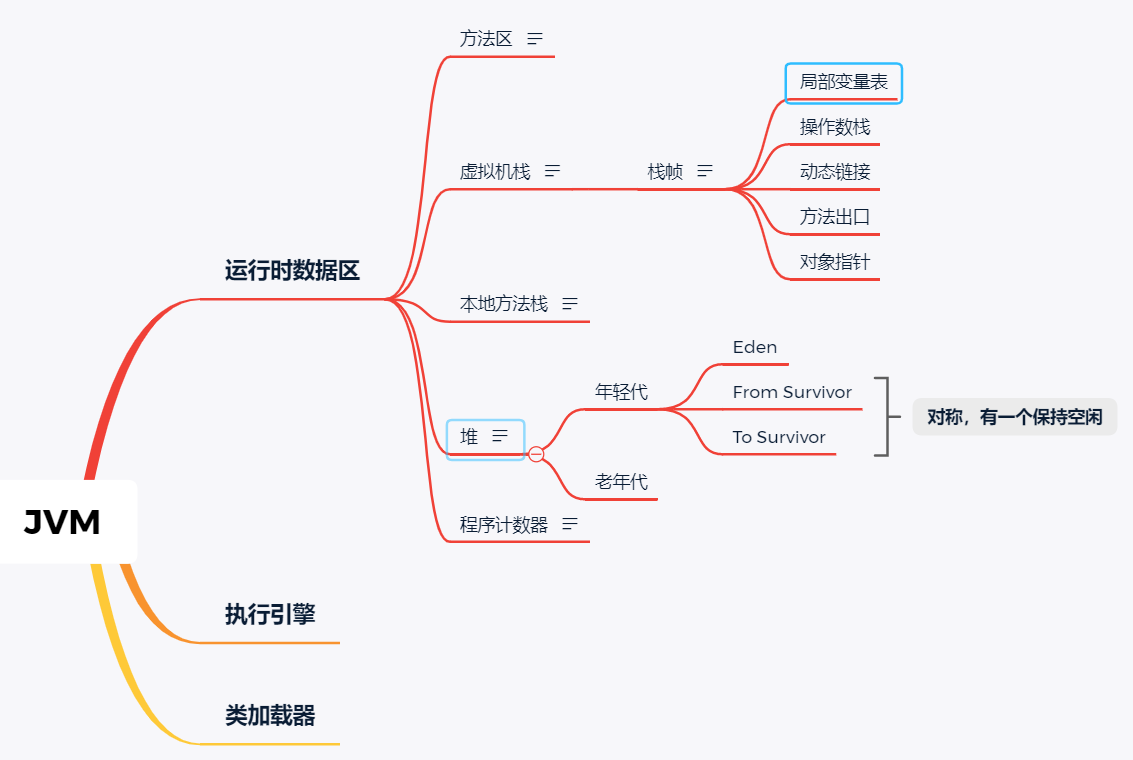 JVM
运行时数据区
方法区
虚拟机栈
栈帧
局部变量表
操作数栈
动态链接
方法出口
对象指针
本地方法栈
堆
年轻代
Eden
From Survivor
To Survivor
对称，有一个保持空闲
老年代
程序计数器
执行引擎
类加载器